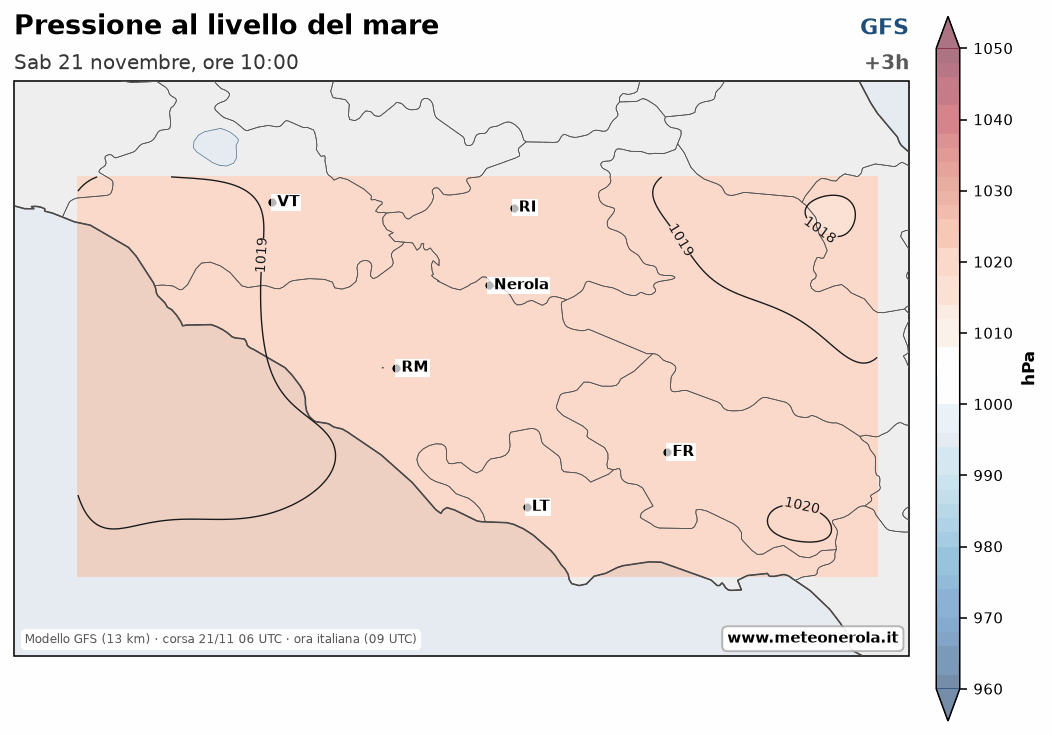 Pressione al livello del mare
GFS
Sab 21 novembre, ore 10:00
+3h
VT
RI
1018
1019
1019
Nerola
RM
FR
LT
1020
Modello GFS (13 km) · corsa 21/11 06 UTC · ora italiana (09 UTC)
www.meteonerola.it
1050
1040
1030
1020
1010
1000
990
980
970
960
hPa